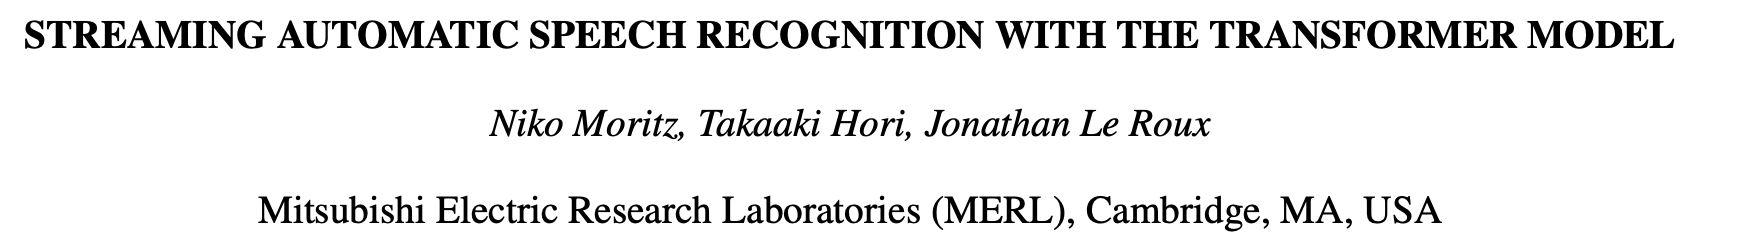 STREAMING AUTOMATIC SPEECH RECOGNITION WITH THE TRANSFORMER MODEL
Niko Moritz, Takaaki Hori, Jonathan Le Roux
Mitsubishi Electric Research Laboratories (MERL), Cambridge, MA, USA